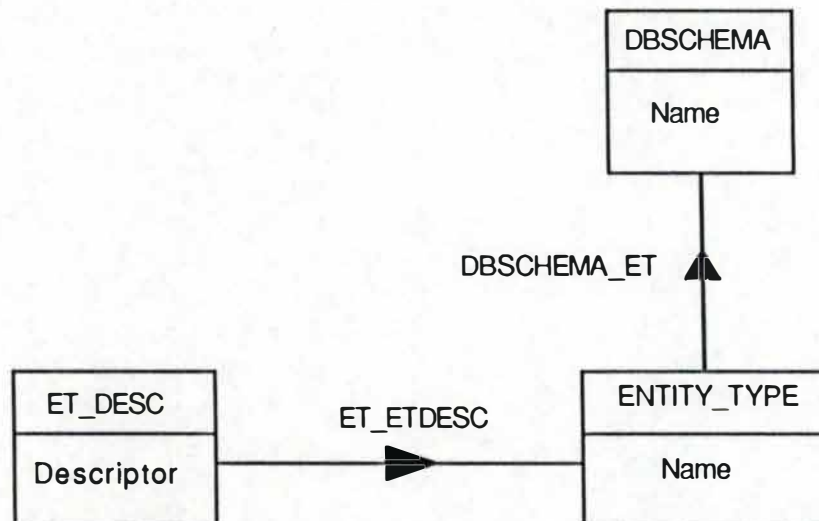 DBSCHEMA
Name
DBSCHEMA_ET
ET_DESC
Descriptor
ET_ETDESC
ENTITY_TYPE
Name